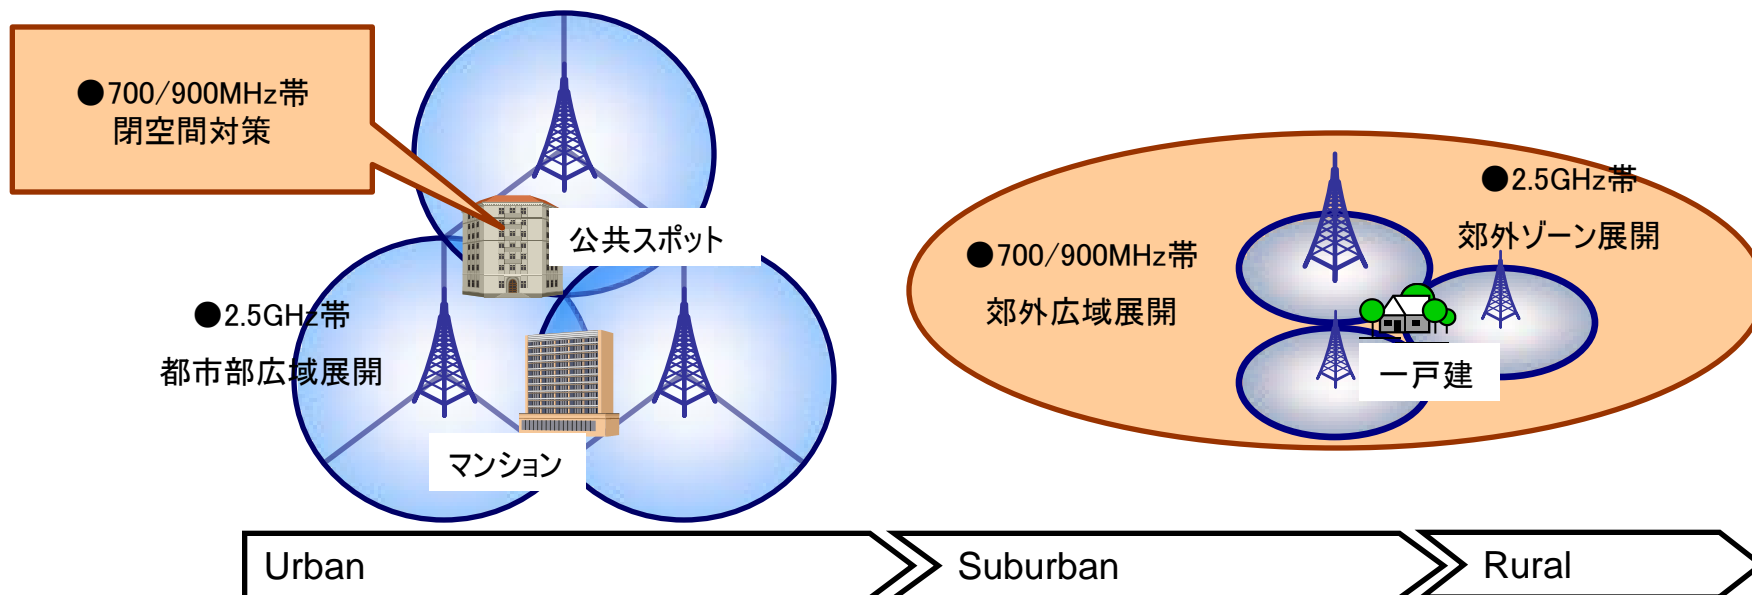 ●700/900MHz帯
閉空間対策
公共スポット
●2.5GHz帯
都市部広域展開
マンション
●2.5GHz帯
郊外ゾーン展開
●700/900MHz帯
郊外広域展開
一戸建
Urban
Suburban
Rural